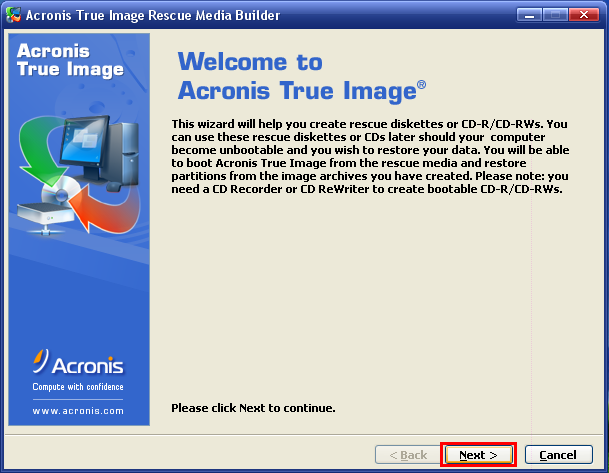 Acronis True Image Rescue Media Builder
Acronis
True Image
Welcome to
Acronis True Image®
This wizard will help you create rescue diskettes or CD-R/CD-RWs. You
can use these rescue diskettes or CDs later should your computer
become unbootable and you wish to restore your data. You will be able
to boot Acronis True Image from the rescue media and restore
partitions from the image archives you have created. Please note: you
need a CD Recorder or CD ReWriter to create bootable CD-R/CD-RWs.
Acronis
Compute with confidence
www.acronis.com
Please click Next to continue.
< Back
Next >
Cancel